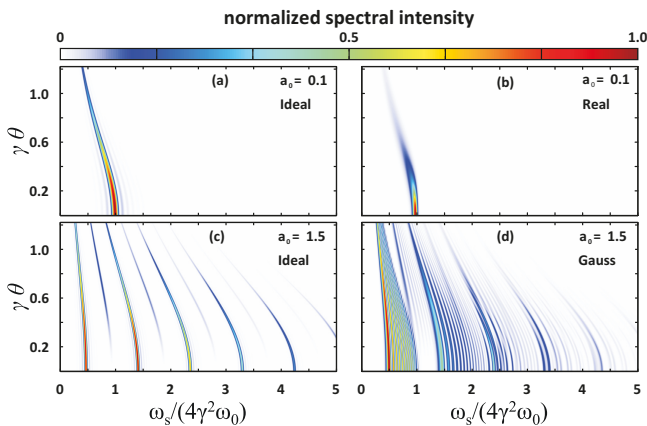 normalized spectral intensity
0 0.5 1.0
(a) a₀ = 0.1
Ideal
(b) a₀ = 0.1
Real
1.0
0.6
0.2
γ θ
(c) a₀ = 1.5
Ideal
(d) a₀ = 1.5
Gauss
1.0
0.6
0.2
γ θ
0 1 2 3 4 5
0 1 2 3 4 5
ωₛ/(4γ²ω₀)
ωₛ/(4γ²ω₀)